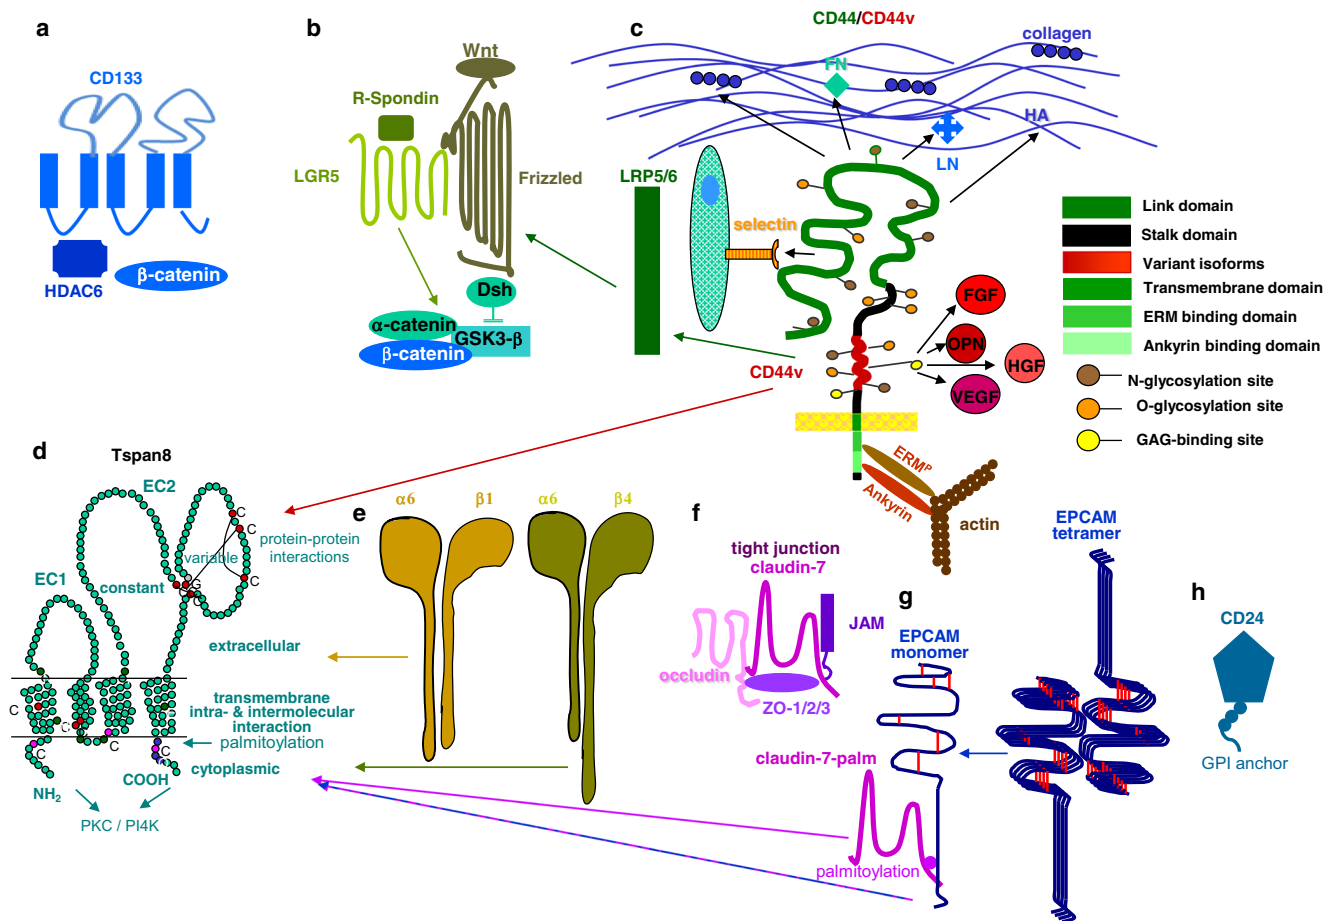 a
CD133
HDAC6
β-catenin
b
Wnt
R-Spondin
LGR5
Frizzled
Dsh
α-catenin
GSK3-β
β-catenin
LRP5/6
c
CD44/CD44v
collagen
FN
HA
LN
selectin
CD44v
FGF
OPN
HGF
VEGF
ERMP
Ankyrin
actin
Link domain
Stalk domain
Variant isoforms
Transmembrane domain
ERM binding domain
Ankyrin binding domain
N-glycosylation site
O-glycosylation site
GAG-binding site
d
Tspan8
EC2
C
C
protein-protein
interactions
variable
EC1
constant
C
G
C
extracellular
transmembrane
intra- & intermolecular
interaction
C
C
C
palmitoylation
C
C
cytoplasmic
COOH
NH2
PKC / PI4K
e
α6
β1
α6
β4
f
tight junction
claudin-7
JAM
occludin
ZO-1/2/3
claudin-7-palm
palmitoylation
g
EPCAM
monomer
EPCAM
tetramer
h
CD24
GPI anchor